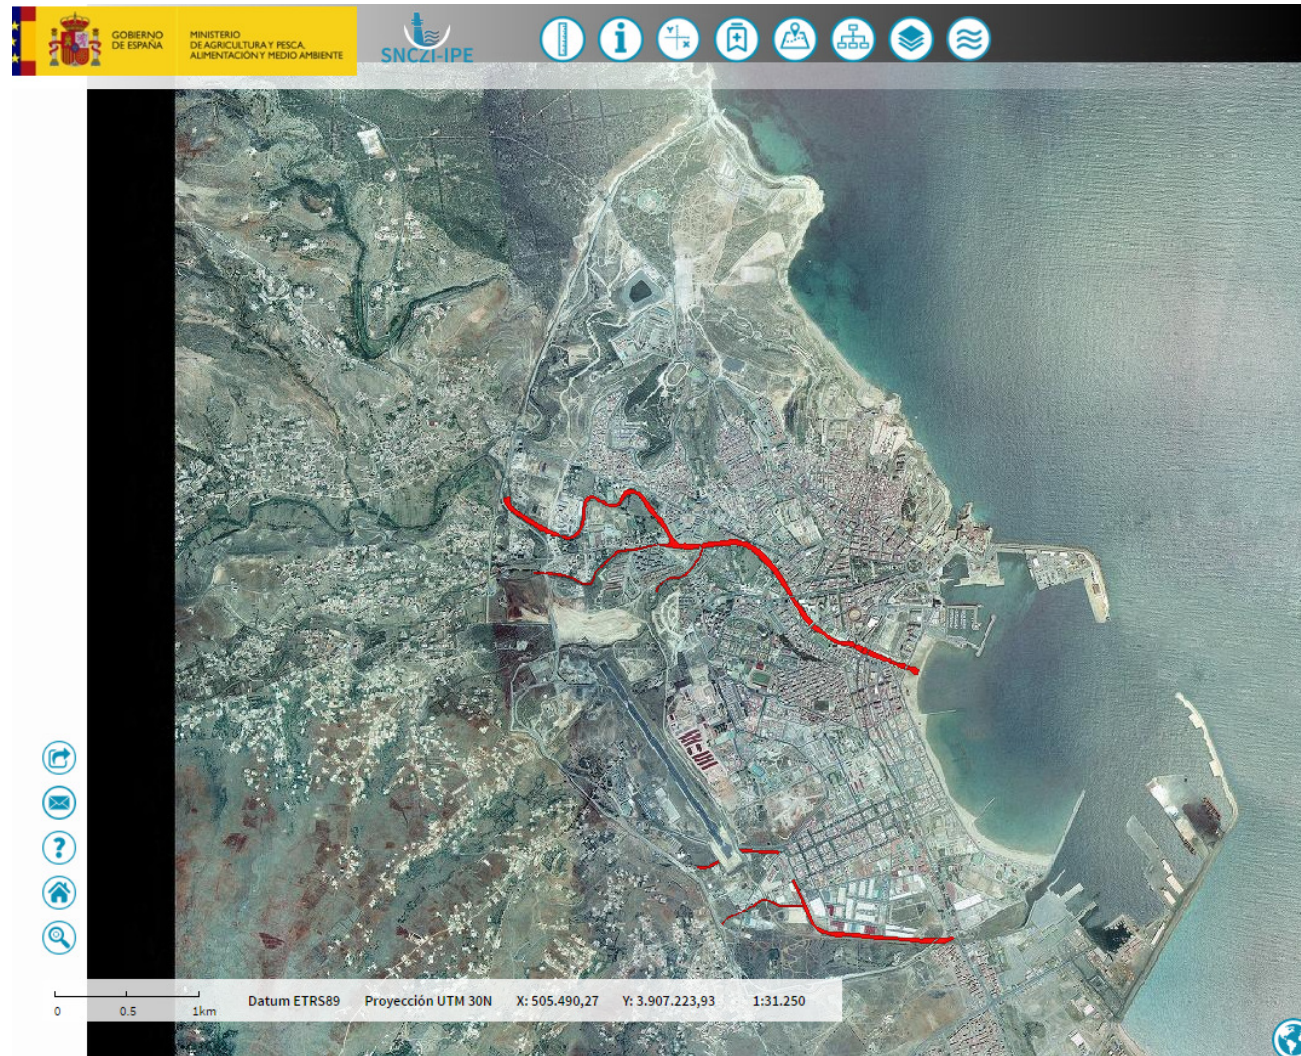 GOBIERNO
DE ESPAÑA
MINISTERIO
DE AGRICULTURA Y PESCA,
ALIMENTACIÓN Y MEDIO AMBIENTE
SNCZI-IPE
Datum ETRS89 Proyección UTM 30N X: 505.490,27 Y: 3.907.223,93 1:31.250
0 0.5 1km